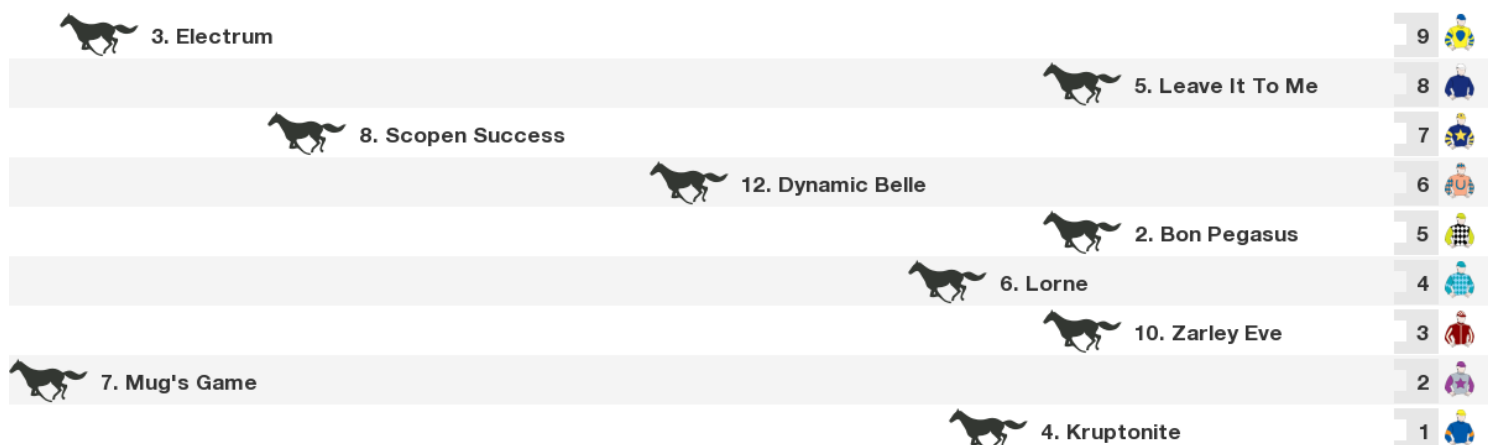 3. Electrum 9
5. Leave It To Me 8
8. Scopen Success 7
12. Dynamic Belle 6
2. Bon Pegasus 5
6. Lorne 4
10. Zarley Eve 3
7. Mug's Game 2
4. Kruptonite 1